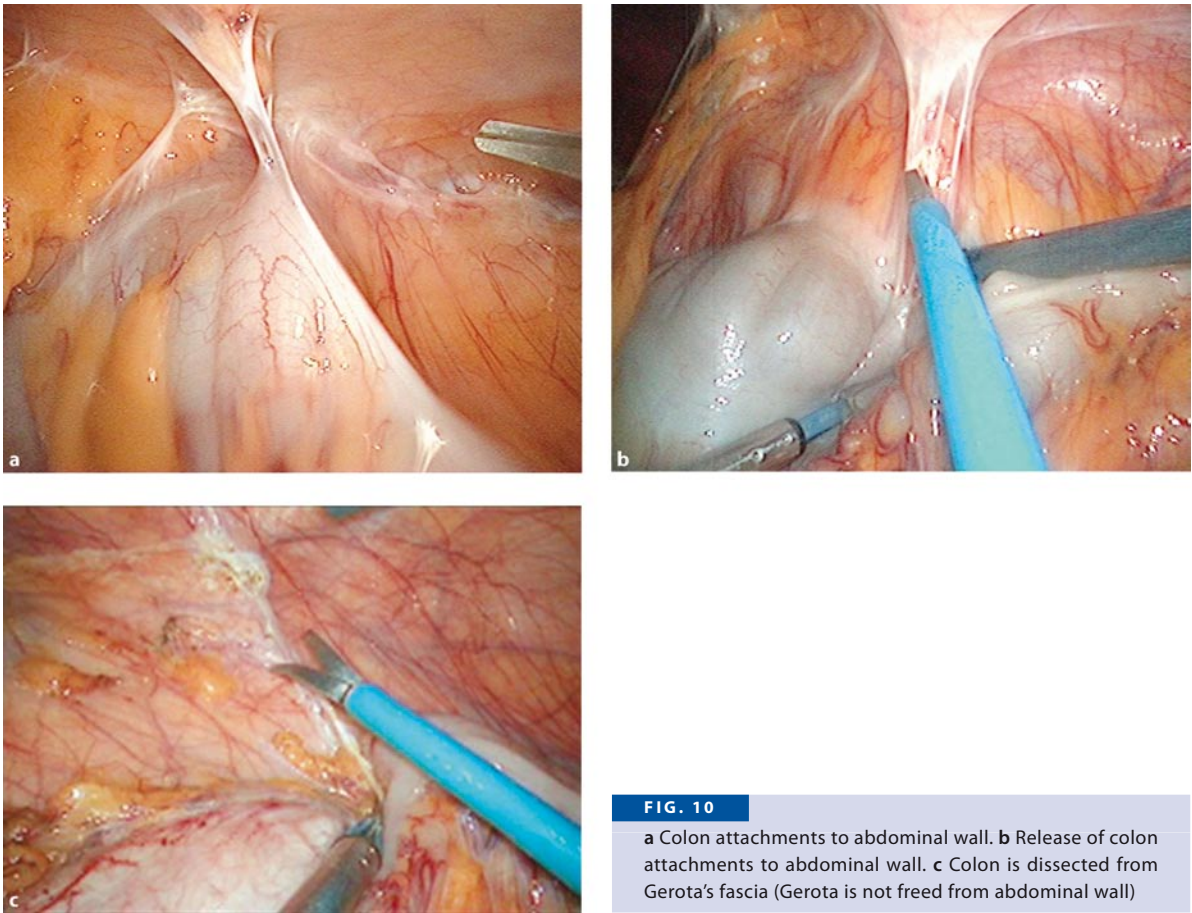 a
b
c
FIG. 10
a Colon attachments to abdominal wall. b Release of colon
attachments to abdominal wall. c Colon is dissected from
Gerota's fascia (Gerota is not freed from abdominal wall)